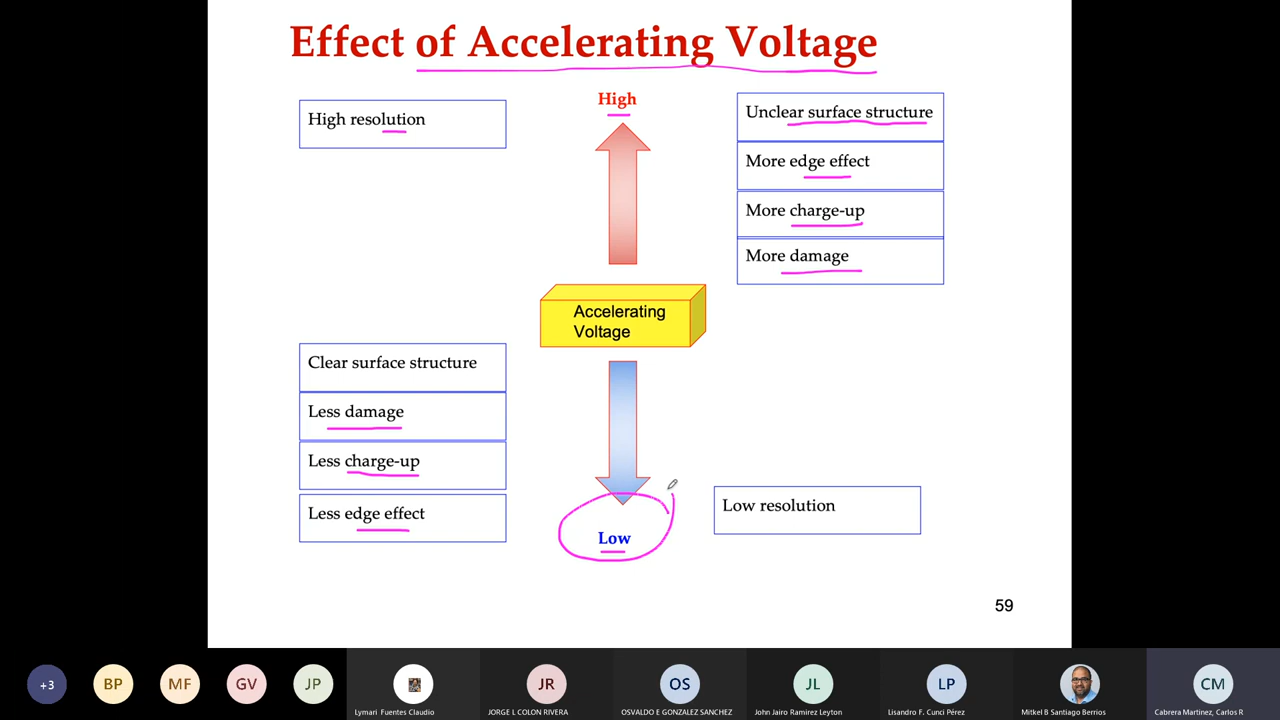 Effect of Accelerating Voltage
High resolution
High
Unclear surface structure
More edge effect
More charge-up
More damage
Accelerating
Voltage
Clear surface structure
Less damage
Less charge-up
Less edge effect
Low
Low resolution
59
+3
BP
MF
GV
JP
JR
OS
JL
LP
CM
Lymari Fuentes Claudio
JORGE L COLON RIVERA
OSVALDO E GONZALEZ SANCHEZ
John Jairo Ramirez Leyton
Lisandro F. Cunci Pérez
Mitkel B Santiago Berrios
Cabrera Martinez, Carlos R